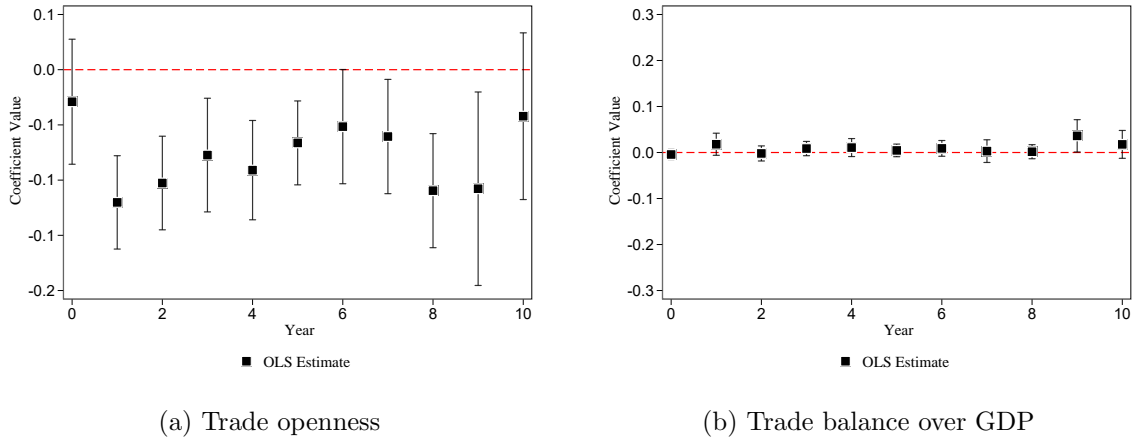 0.1
0.0
-0.1
-0.1
-0.1
-0.2
Coefficient Value
0 2 4 6 8 10
Year
OLS Estimate
(a) Trade openness
0.3
0.2
0.1
0.0
-0.1
-0.2
-0.3
Coefficient Value
0 2 4 6 8 10
Year
OLS Estimate
(b) Trade balance over GDP